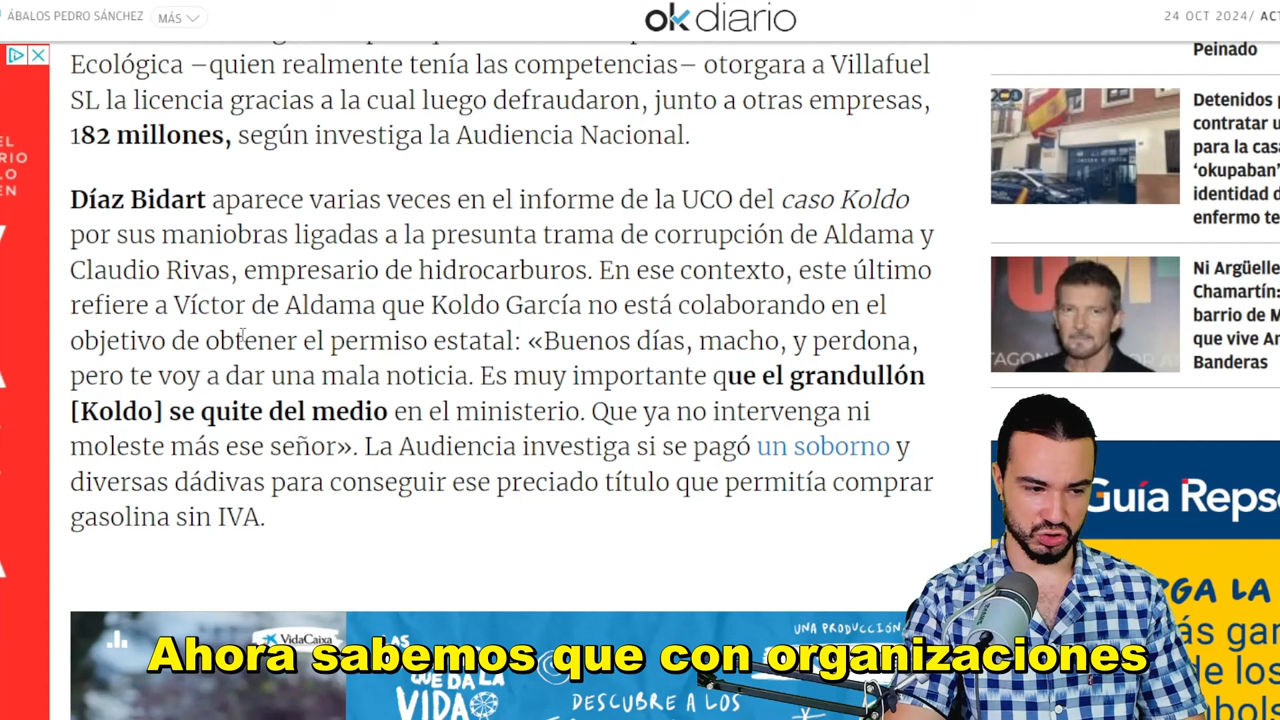 ÁBALOS PEDRO SÁNCHEZ
MÁS
okdiario
24 OCT 2024/
Ecológica –quien realmente tenía las competencias– otorgara a Villafuel
SL la licencia gracias a la cual luego defraudaron, junto a otras empresas,
182 millones, según investiga la Audiencia Nacional.
Díaz Bidart aparece varias veces en el informe de la UCO del caso Koldo
por sus maniobras ligadas a la presunta trama de corrupción de Aldama y
Claudio Rivas, empresario de hidrocarburos. En ese contexto, este último
refiere a Víctor de Aldama que Koldo García no está colaborando en el
objetivo de obtener el permiso estatal: «Buenos días, macho, y perdona,
pero te voy a dar una mala noticia. Es muy importante que el grandullón
[Koldo] se quite del medio en el ministerio. Que ya no intervenga ni
moleste más ese señor». La Audiencia investiga si se pagó un soborno y
diversas dádivas para conseguir ese preciado título que permitía comprar
gasolina sin IVA.
Peinado
Detenidos
contratar
para la
'okupaban'
identidad
enfermo
Ni Argüelle
Chamartín:
barrio de
que vive
Banderas
Guía Repso
LA
de los
VidaCaixa
LAS
QUE DA LA
VIDA
UNA PRODUCCIÓN
DESCUBRE A LOS
Ahora sabemos que con organizaciones